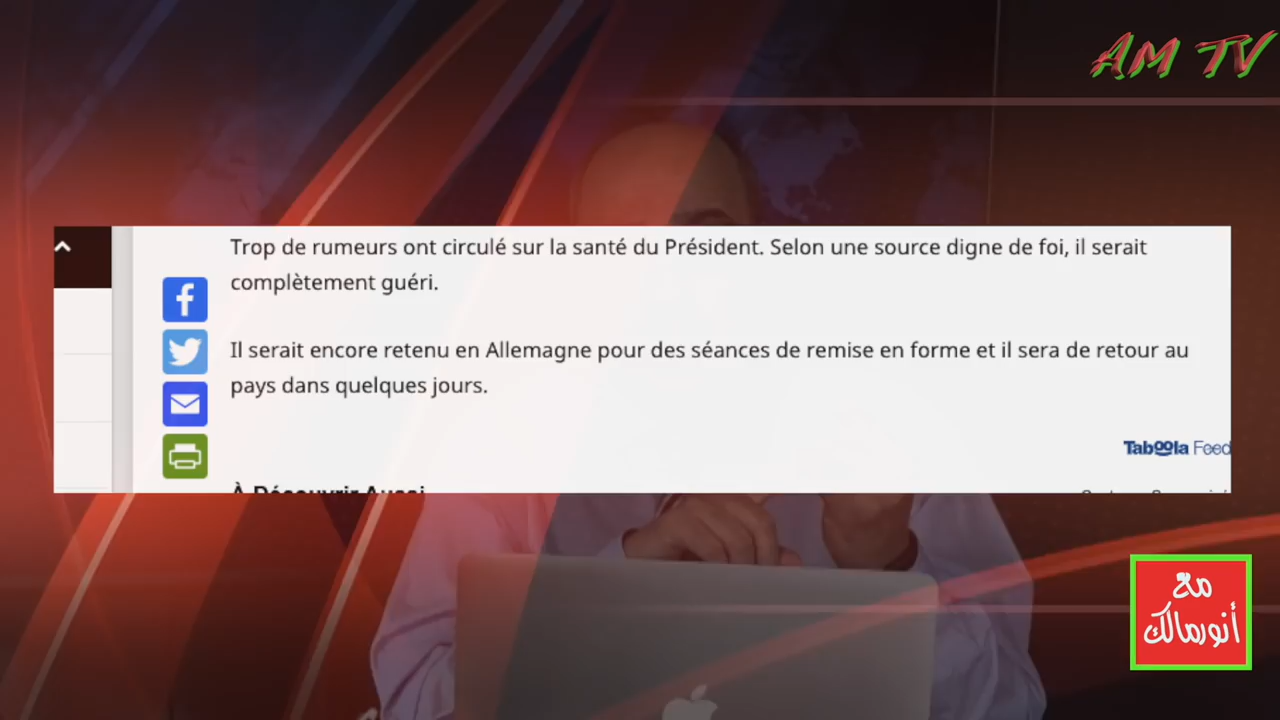 AM TV
Trop de rumeurs ont circulé sur la santé du Président. Selon une source digne de foi, il serait
complètement guéri.
Il serait encore retenu en Allemagne pour des séances de remise en forme et il sera de retour au
pays dans quelques jours.
Taboola Feed
À Découvrir Aussi
مع
أنورمالك